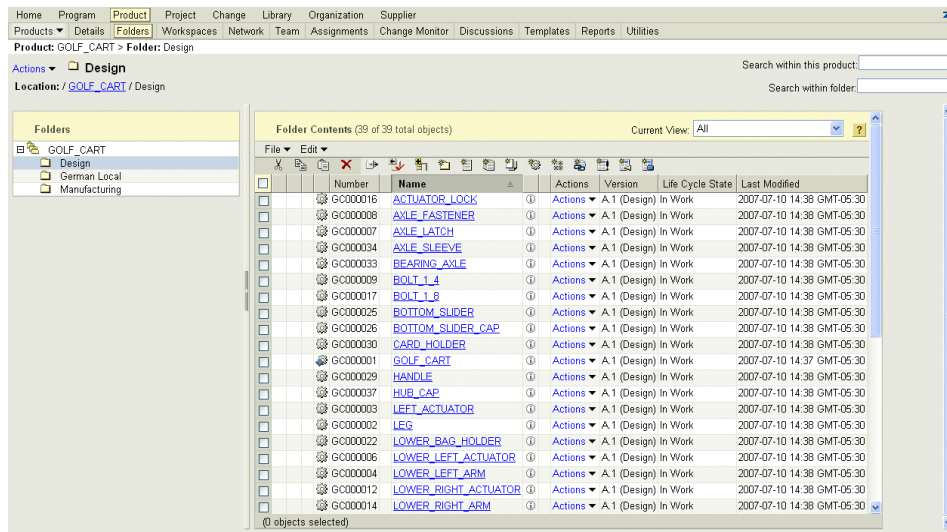 Home Program Product Project Change Library Organization Supplier
Products Details Folders Workspaces Network Team Assignments Change Monitor Discussions Templates Reports Utilities
Product: GOLF_CART > Folder: Design
Actions Design
Search within this product:
Location: / GOLF_CART / Design
Search within folder:
Folders
GOLF_CART
Design
German Local
Manufacturing
Folder Contents (39 of 39 total objects)
Current View: All ?
File Edit
Number Name Actions Version Life Cycle State Last Modified
GC000016 ACTUATOR_LOCK Actions A.1 (Design) In Work 2007-07-10 14:38 GMT-05:30
GC000008 AXLE_FASTENER Actions A.1 (Design) In Work 2007-07-10 14:38 GMT-05:30
GC000007 AXLE_LATCH Actions A.1 (Design) In Work 2007-07-10 14:38 GMT-05:30
GC000034 AXLE_SLEEVE Actions A.1 (Design) In Work 2007-07-10 14:38 GMT-05:30
GC000033 BEARING_AXLE Actions A.1 (Design) In Work 2007-07-10 14:38 GMT-05:30
GC000009 BOLT_1_4 Actions A.1 (Design) In Work 2007-07-10 14:38 GMT-05:30
GC000017 BOLT_1_8 Actions A.1 (Design) In Work 2007-07-10 14:38 GMT-05:30
GC000025 BOTTOM_SLIDER Actions A.1 (Design) In Work 2007-07-10 14:38 GMT-05:30
GC000026 BOTTOM_SLIDER_CAP Actions A.1 (Design) In Work 2007-07-10 14:38 GMT-05:30
GC000030 CARD_HOLDER Actions A.1 (Design) In Work 2007-07-10 14:38 GMT-05:30
GC000001 GOLF_CART Actions A.1 (Design) In Work 2007-07-10 14:37 GMT-05:30
GC000029 HANDLE Actions A.1 (Design) In Work 2007-07-10 14:38 GMT-05:30
GC000037 HUB_CAP Actions A.1 (Design) In Work 2007-07-10 14:38 GMT-05:30
GC000003 LEFT_ACTUATOR Actions A.1 (Design) In Work 2007-07-10 14:38 GMT-05:30
GC000002 LEG Actions A.1 (Design) In Work 2007-07-10 14:38 GMT-05:30
GC000022 LOWER_BAG_HOLDER Actions A.1 (Design) In Work 2007-07-10 14:38 GMT-05:30
GC000006 LOWER_LEFT_ACTUATOR Actions A.1 (Design) In Work 2007-07-10 14:38 GMT-05:30
GC000004 LOWER_LEFT_ARM Actions A.1 (Design) In Work 2007-07-10 14:38 GMT-05:30
GC000012 LOWER_RIGHT_ACTUATOR Actions A.1 (Design) In Work 2007-07-10 14:38 GMT-05:30
GC000014 LOWER_RIGHT_ARM Actions A.1 (Design) In Work 2007-07-10 14:38 GMT-05:30
(0 objects selected)